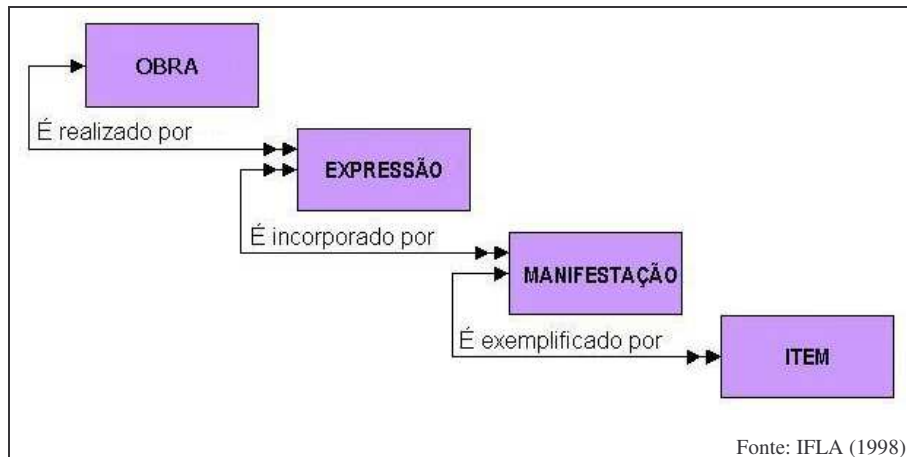 OBRA
É realizado por
EXPRESSÃO
É incorporado por
MANIFESTAÇÃO
É exemplificado por
ITEM
Fonte: IFLA (1998)